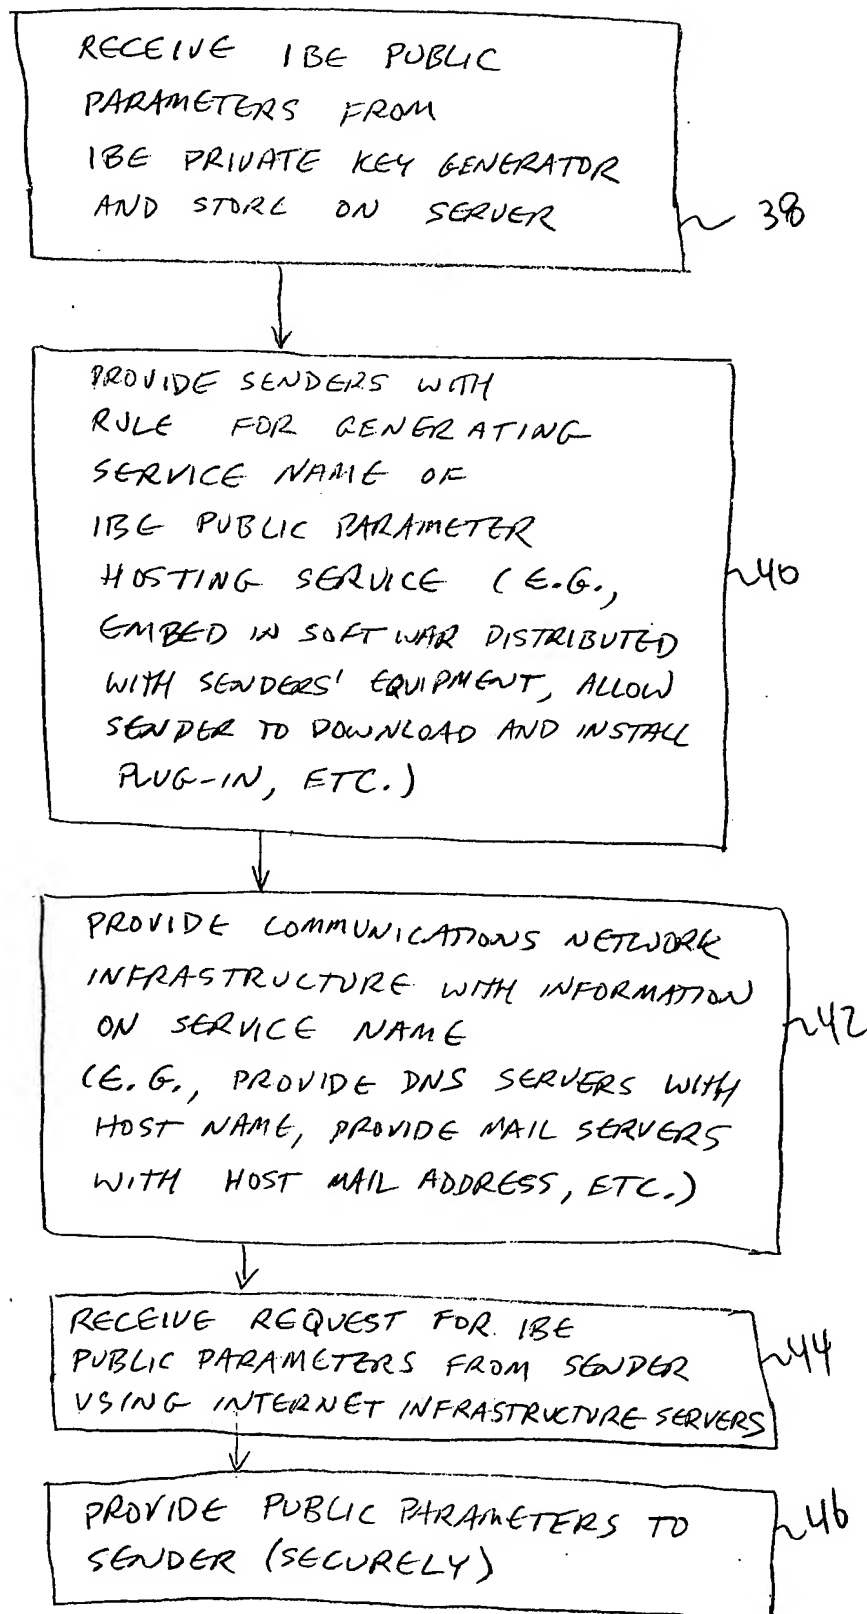 RECEIVE IBE PUBLIC
PARAMETERS FROM
IBE PRIVATE KEY GENERATOR
AND STORE ON SERVER
38
PROVIDE SENDERS WITH
RULE FOR GENERATING
SERVICE NAME OF
IBE PUBLIC PARAMETER
HOSTING SERVICE (E.G.,
EMBED IN SOFTWAR DISTRIBUTED
WITH SENDERS' EQUIPMENT, ALLOW
SENDER TO DOWNLOAD AND INSTALL
PLUG-IN, ETC.)
40
PROVIDE COMMUNICATIONS NETWORK
INFRASTRUCTURE WITH INFORMATION
ON SERVICE NAME
(E.G., PROVIDE DNS SERVERS WITH
HOST NAME, PROVIDE MAIL SERVERS
WITH HOST MAIL ADDRESS, ETC.)
42
RECEIVE REQUEST FOR IBE
PUBLIC PARAMETERS FROM SENDER
USING INTERNET INFRASTRUCTURE SERVERS
44
PROVIDE PUBLIC PARAMETERS TO
SENDER (SECURELY)
46